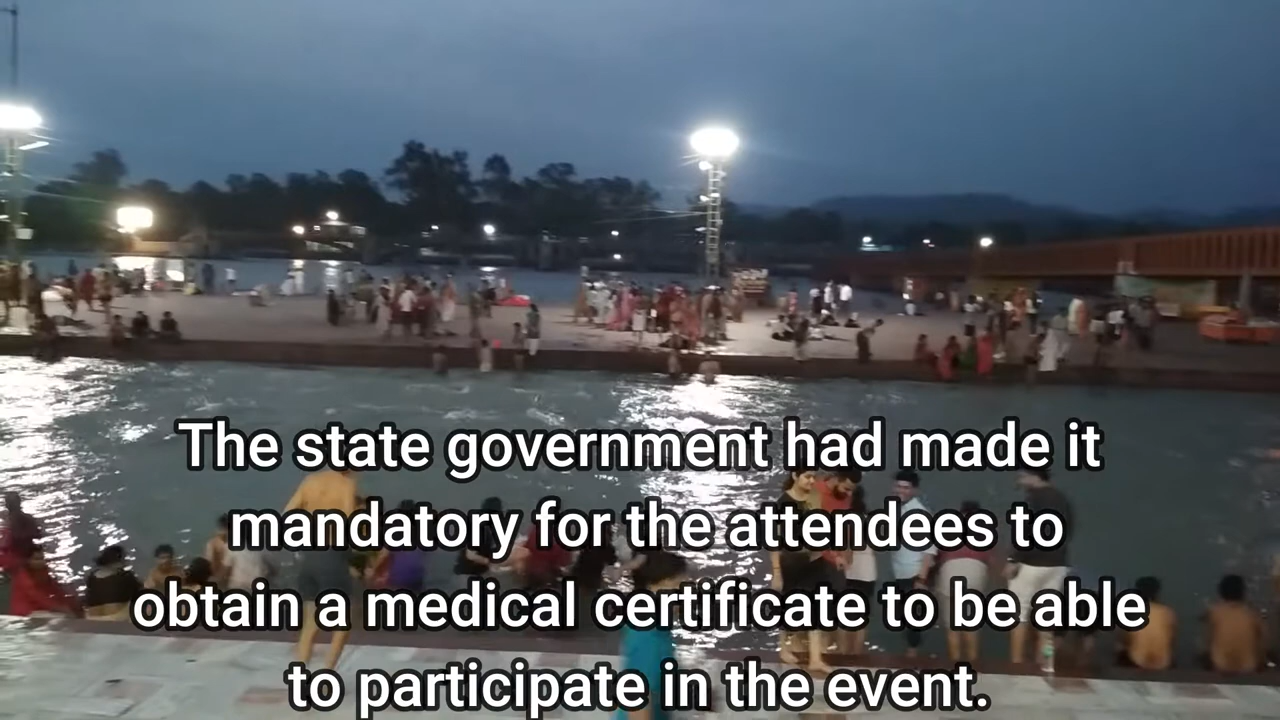 The state government had made it
mandatory for the attendees to
obtain a medical certificate to be able
to participate in the event.